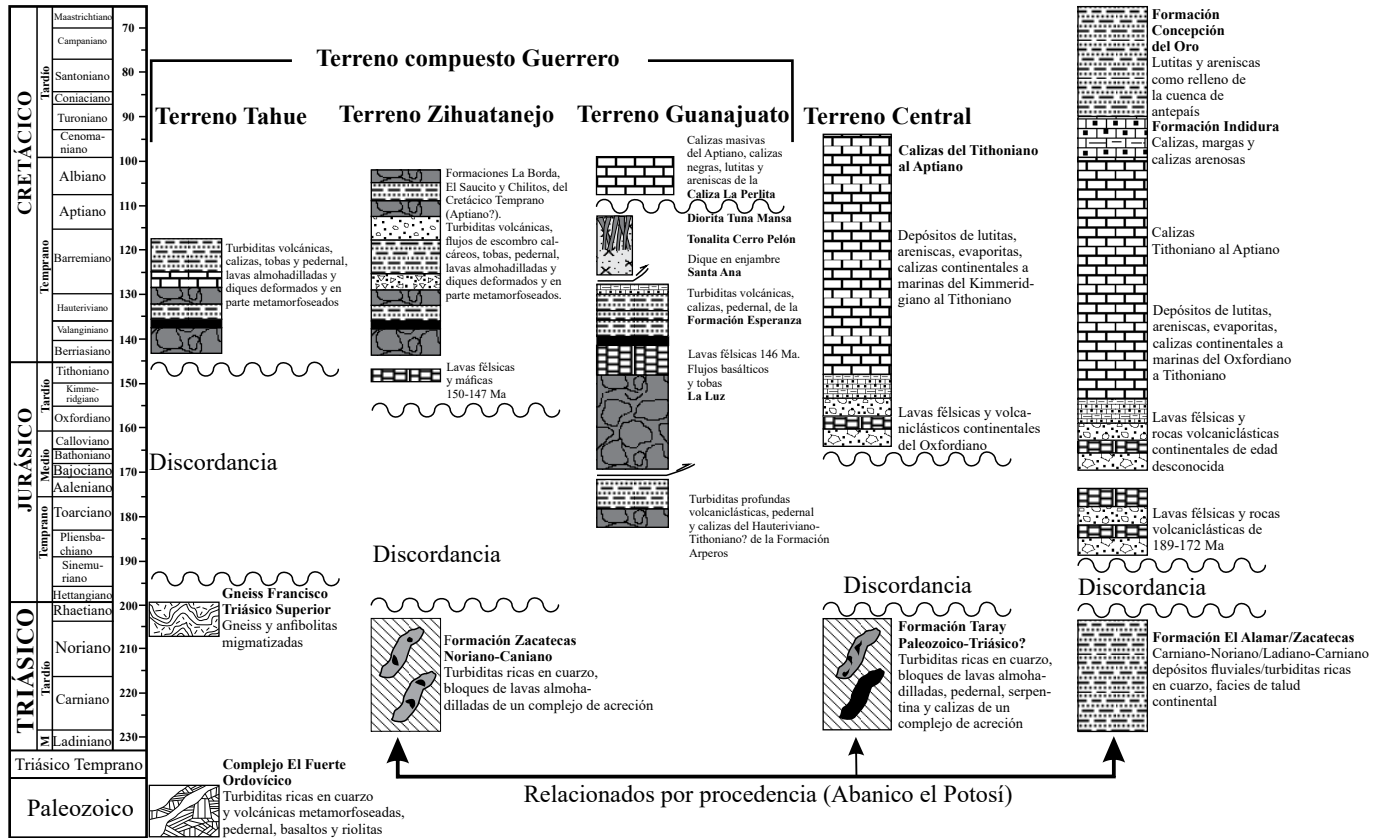 CRETÁCICO
Tardío
Temprano
Maastrichtiano
Campaniano
Santoniano
Coniaciano
Turoniano
Cenoma-
niano
Albiano
Aptiano
Barremiano
Hauteriviano
Valanginiano
Berriasiano
JURÁSICO
Tardío
Medio
Temprano
Tithoniano
Kimme-
ridgiano
Oxfordiano
Calloviano
Bathoniano
Bajociano
Aaleniano
Toarciano
Pliensba-
chiano
Sinemu-
riano
Hettangiano
TRIÁSICO
Tardío
M
Rhaetiano
Noriano
Carniano
Ladiniano
Triásico Temprano
Paleozoico
70
80
90
100
110
120
130
140
150
160
170
180
190
200
210
220
230
Terreno compuesto Guerrero
Terreno Tahue
Turbiditas volcánicas,
calizas, tobas y pedernal,
lavas almohadilladas y
diques deformados y en
parte metamorfoseados
Discordancia
Gneiss Francisco
Triásico Superior
Gneiss y anfibolitas
migmatizadas
Complejo El Fuerte
Ordovícico
Turbiditas ricas en cuarzo
y volcánicas metamorfoseadas,
pedernal, basaltos y riolitas
Terreno Zihuatanejo
Formaciones La Borda,
El Saucito y Chilitos, del
Cretácico Temprano
(Aptiano?).
Turbiditas volcánicas,
flujos de escombro cal-
cáreos, tobas, pedernal,
lavas almohadilladas y
diques deformados y en
parte metamorfoseados.
Lavas félsicas
y máficas
150-147 Ma
Discordancia
Formación Zacatecas
Noriano-Caniano
Turbiditas ricas en cuarzo,
bloques de lavas almoha-
dilladas de un complejo de acreción
Terreno Guanajuato
Calizas masivas
del Aptiano, calizas
negras, lutitas y
areniscas de la
Caliza La Perlita
Diorita Tuna Mansa
Tonalita Cerro Pelón
Dique en enjambre
Santa Ana
Turbiditas volcánicas,
calizas, pedernal, de la
Formación Esperanza
Lavas félsicas 146 Ma.
Flujos basálticos
y tobas
La Luz
Turbiditas profundas
volcaniclásticas, pedernal
y calizas del Hauteriviano-
Tithoniano? de la Formación
Arperos
Terreno Central
Calizas del Tithoniano
al Aptiano
Depósitos de lutitas,
areniscas, evaporitas,
calizas continentales a
marinas del Kimmerid-
giano al Tithoniano
Lavas félsicas y volca-
niclásticos continentales
del Oxfordiano
Discordancia
Formación Taray
Paleozoico-Triásico?
Turbiditas ricas en cuarzo,
bloques de lavas almoha-
dilladas, pedernal, serpen-
tina y calizas de
un complejo de acreción
Formación
Concepción
del Oro
Lutitas y areniscas
como relleno de
la cuenca de
antepaís
Formación Indidura
Calizas, margas y
calizas arenosas
Calizas
Tithoniano al Aptiano
Depósitos de lutitas,
areniscas, evaporitas,
calizas continentales a
marinas del Oxfordiano
a Tithoniano
Lavas félsicas y
rocas volcaniclásticas
continentales de edad
desconocida
Lavas félsicas y rocas
volcaniclásticas de
189-172 Ma
Discordancia
Formación El Alamar/Zacatecas
Carniano-Noriano/Ladiano-Carniano
depósitos fluviales/turbiditas ricas
en cuarzo, facies de talud
continental
Relacionados por procedencia (Abanico el Potosí)